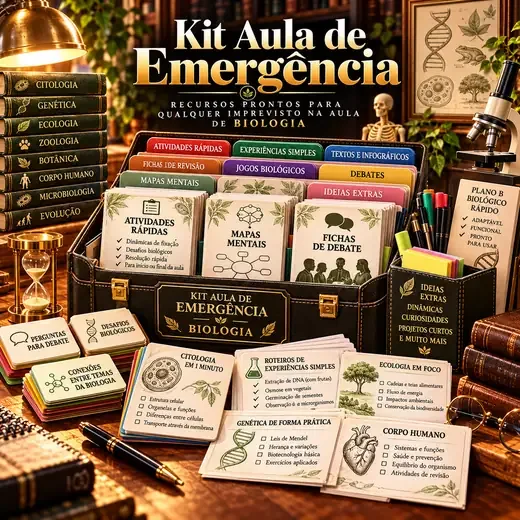 Kit Aula de
Emergência
RECURSOS PRONTOS PARA
QUALQUER IMPREVISTO NA AULA
DE BIOLOGIA
CITOLOGIA
GENÉTICA
ECOLOGIA
ZOOLOGIA
BOTÂNICA
CORPO HUMANO
MICROBIOLOGIA
EVOLUÇÃO
ATIVIDADES RÁPIDAS
EXPERIÊNCIAS SIMPLES
TEXTOS E INFOGRÁFICOS
FICHAS DE REVISÃO
JOGOS BIOLÓGICOS
DEBATES
MAPAS MENTAIS
IDEIAS EXTRAS
ATIVIDADES
RÁPIDAS
✓ Dinâmicas de fixação
✓ Desafios biológicos
✓ Resolução rápida
✓ Para início ou final da aula
MAPAS
MENTAIS
FICHAS
DE DEBATE
PLANO B
BIOLÓGICO
RÁPIDO
✓ ADAPTÁVEL
✓ FUNCIONAL
✓ PRONTO
PARA USAR
KIT AULA DE
EMERGÊNCIA
BIOLOGIA
IDEIAS
EXTRAS
DINÂMICAS
CURIOSIDADES
PROJETOS CURTOS
E MUITO MAIS
PERGUNTAS
PARA DEBATE
DESAFIOS
BIOLÓGICOS
CONEXÕES
ENTRE TEMAS
DA BIOLOGIA
CITOLOGIA
EM 1 MINUTO
Estrutura celular
Organelas e funções
Diferenças entre células
Transporte através da membrana
ROTEIROS DE
EXPERIÊNCIAS SIMPLES
Extração de DNA (com frutas)
Osmose em vegetais
Germinação de sementes
Observação de microrganismos
ECOLOGIA EM FOCO
Cadeias e teias alimentares
Fluxo de energia
Impactos ambientais
Conservação da biodiversidade
GENÉTICA DE FORMA PRÁTICA
Leis de Mendel
Herança e variações
Biotecnologia básica
Exercícios aplicados
CORPO HUMANO
Sistemas e funções
Saúde e prevenção
Equilíbrio do organismo
Atividades de revisão